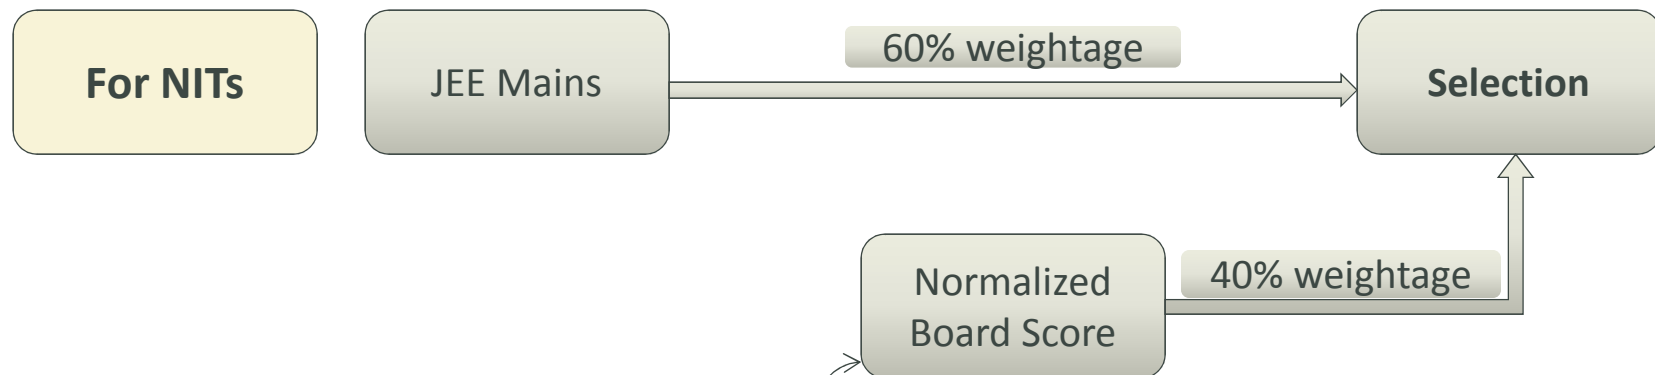 For NITs
JEE Mains
60% weightage
Selection
Normalized
Board Score
40% weightage